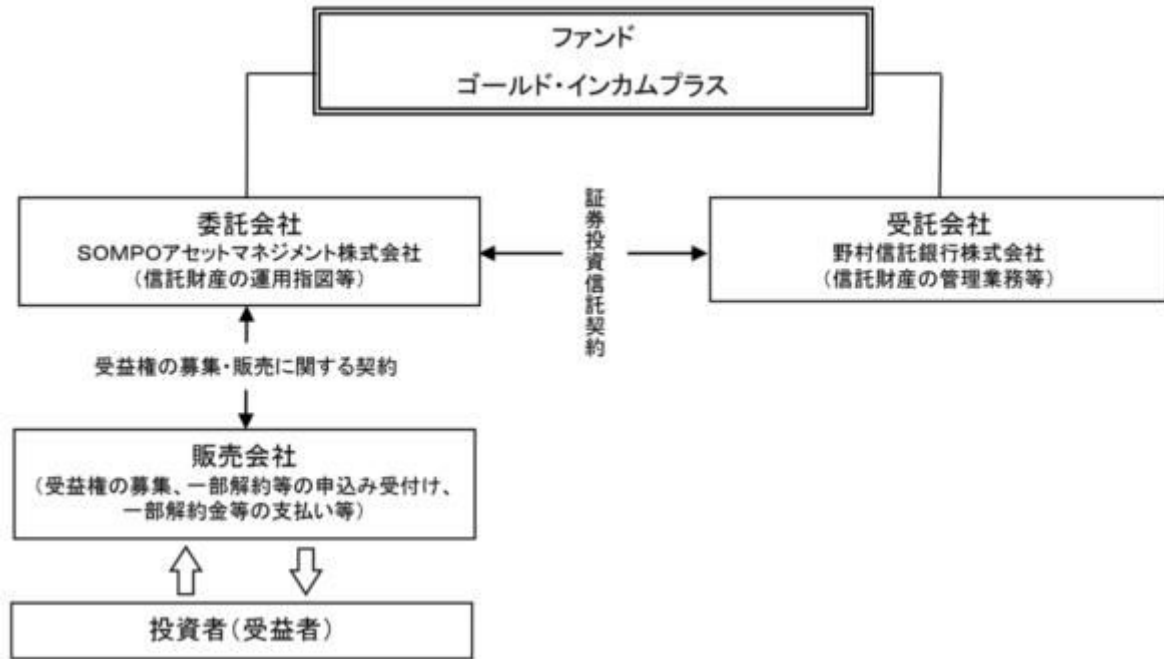 ファンド
ゴールド・インカムプラス
委託会社
SOMPOアセットマネジメント株式会社
(信託財産の運用指図等)
証券投資信託契約
受託会社
野村信託銀行株式会社
(信託財産の管理業務等)
受益権の募集・販売に関する契約
販売会社
(受益権の募集、一部解約等の申込み受付け、
一部解約金等の支払い等)
投資者(受益者)